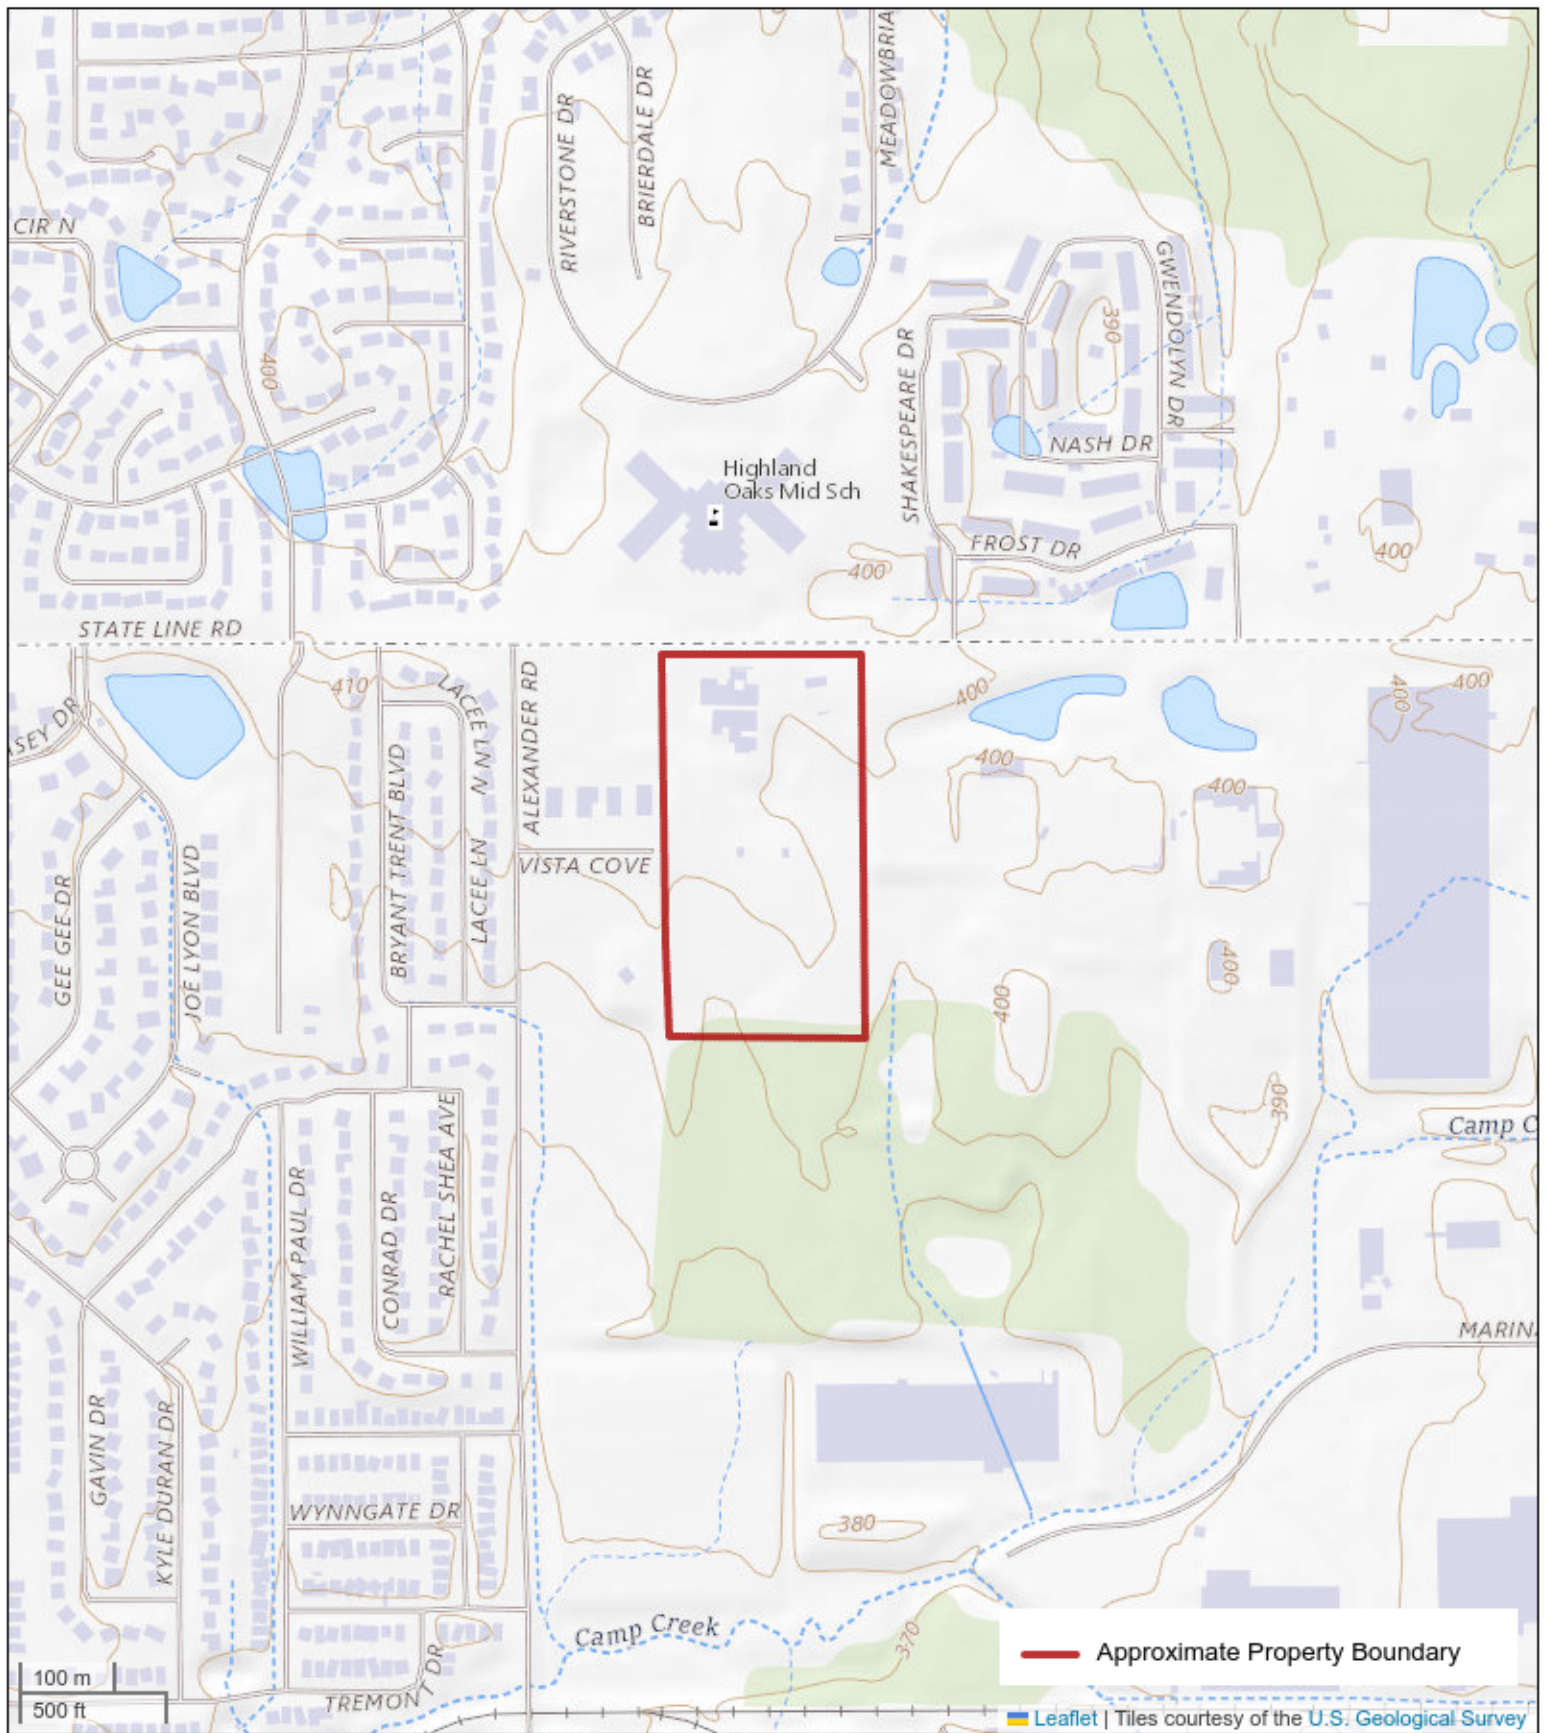 MEADOWBRIA
RIVERSTONE DR
BRIERDALE DR
CIR N
GWENDOLYN DR
390
400
SHAKESPEARE DR
NASH DR
Highland
Oaks Mid Sch
FROST DR
400
400
STATE LINE RD
410
LACEE LN N
ALEXANDER RD
400
400
400
SEY DR
BRYANT TRENT BLVD
400
400
VISTA COVE
LACEE LN
JOE LYON BLVD
GEE GEE DR
400
400
390
Camp C
RACHEL SHEA AVE
WILLIAM PAUL DR
CONRAD DR
MARIN
GAVIN DR
KYLE DURAN DR
WYNNGATE DR
380
Camp Creek
370
TREMONT DR
Approximate Property Boundary
100 m
500 ft
Leaflet | Tiles courtesy of the U.S. Geological Survey